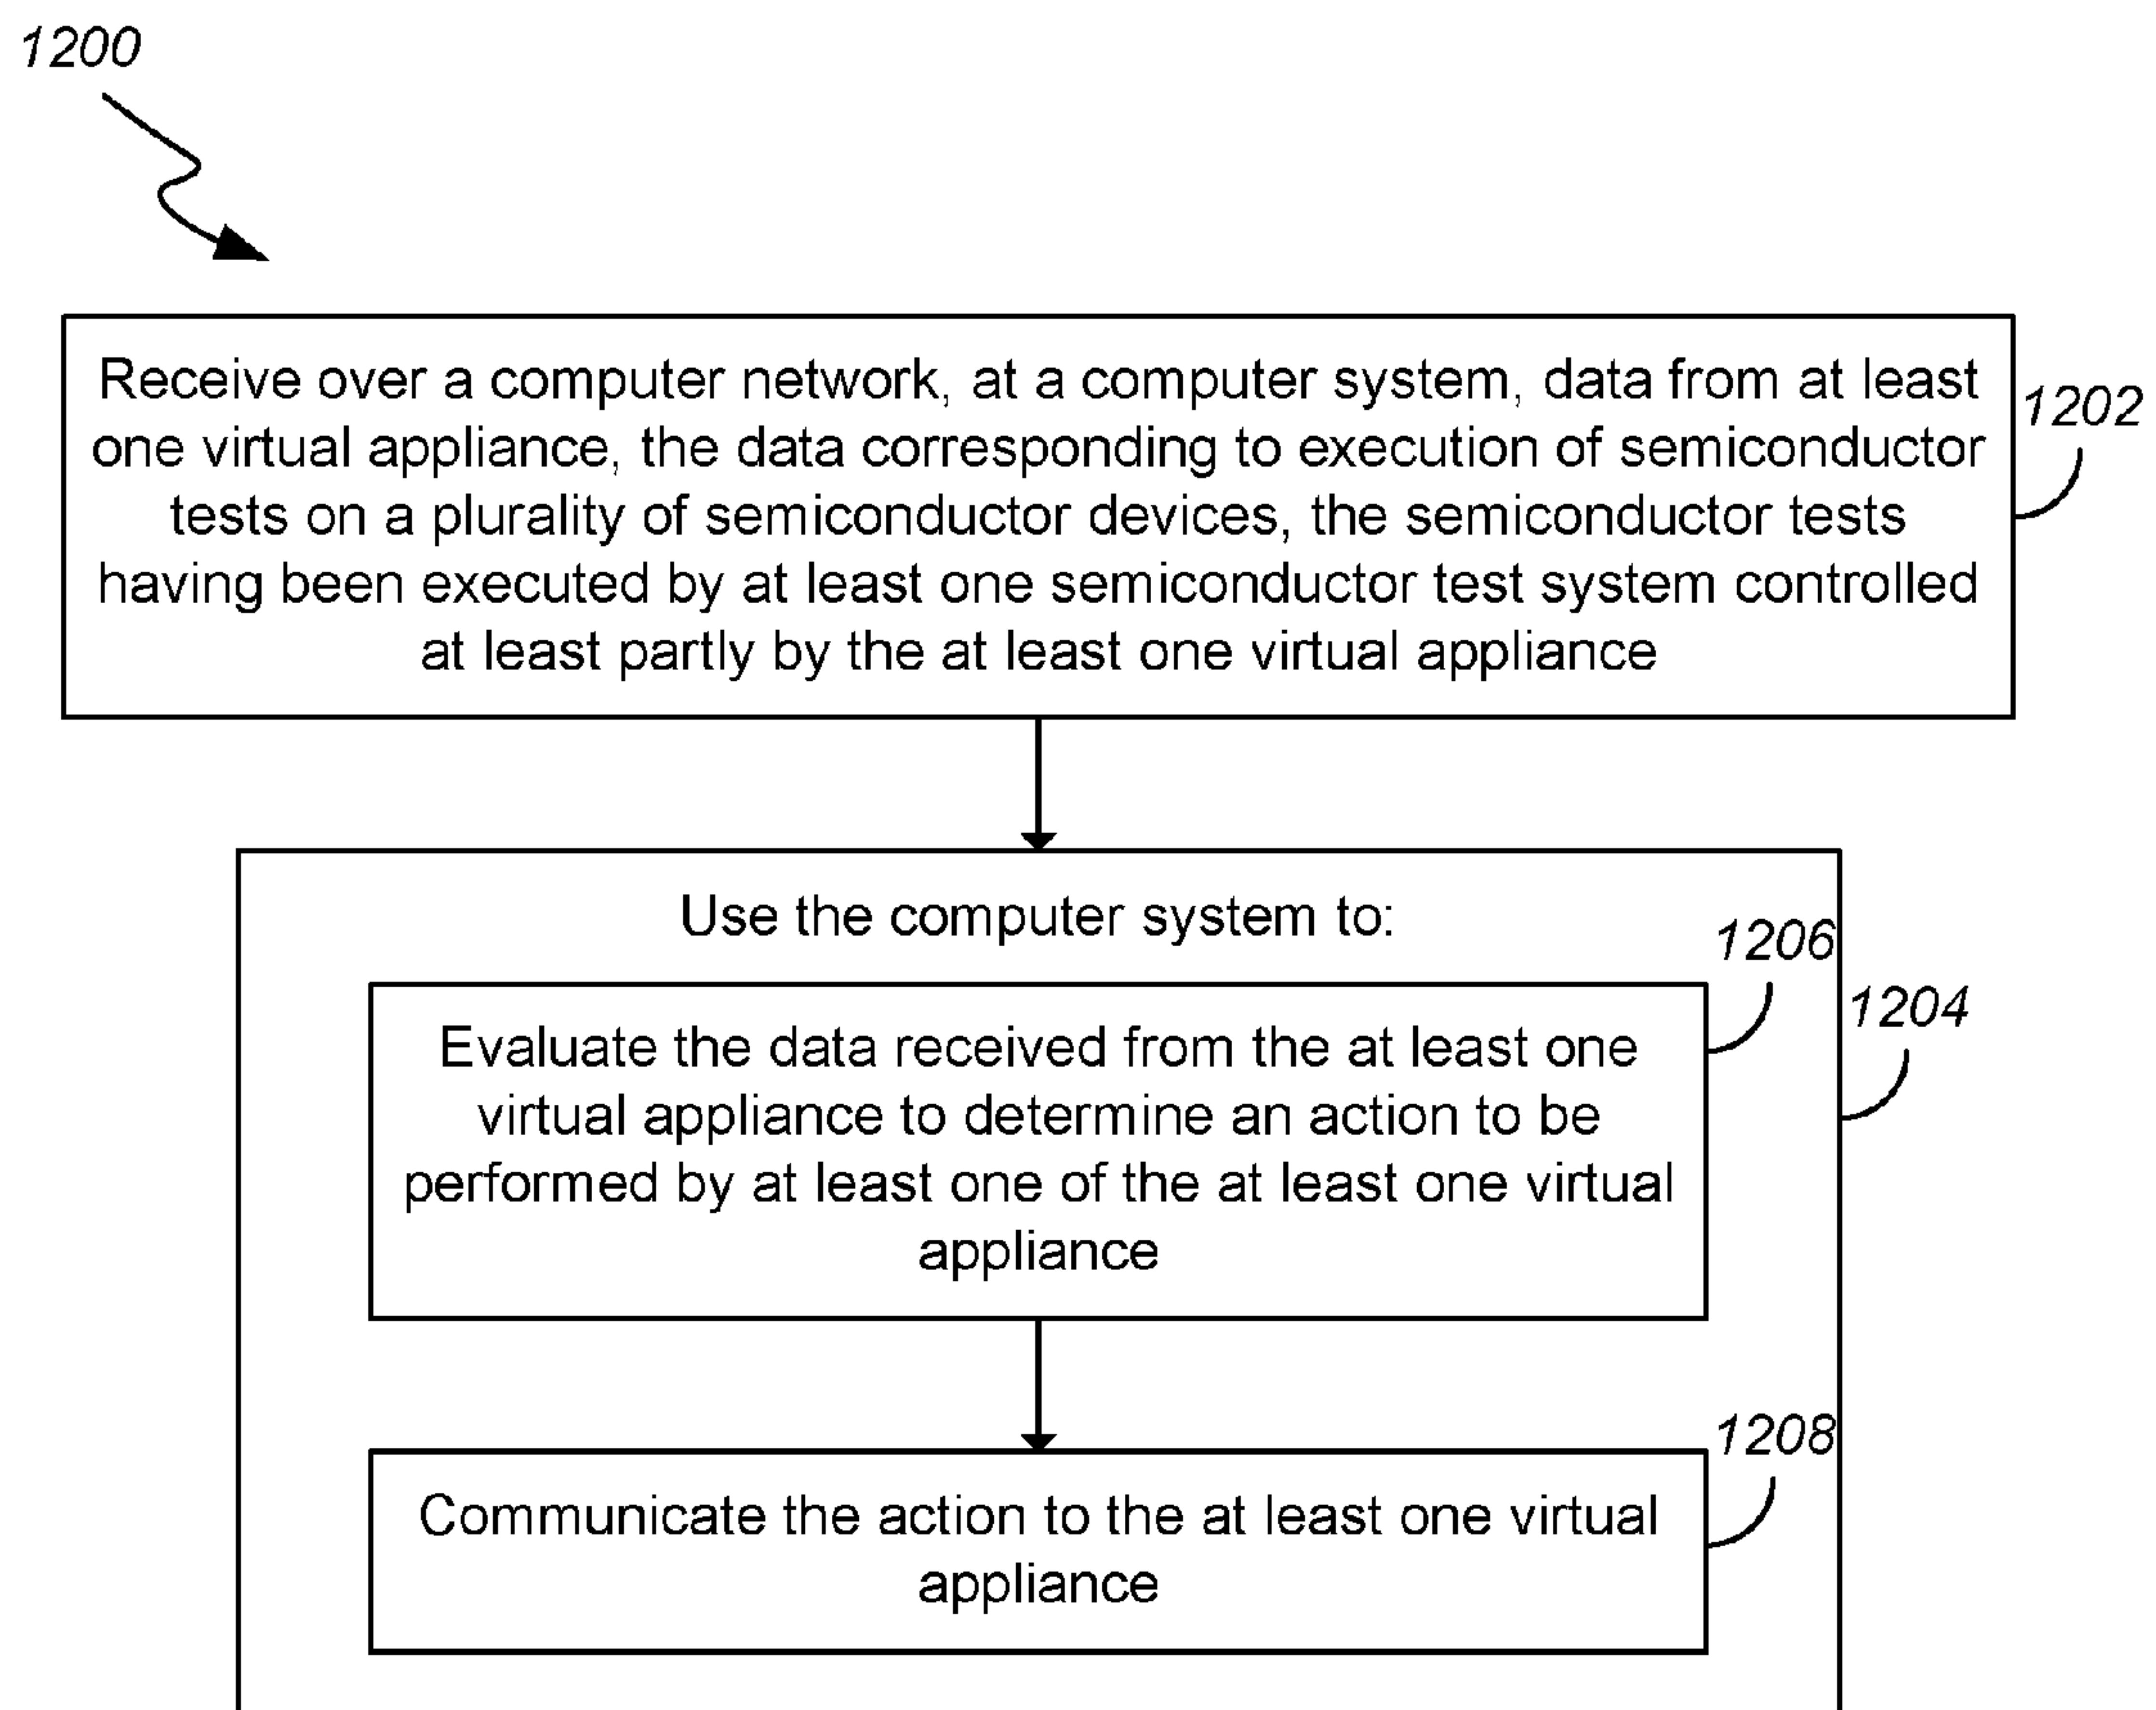 1200
Receive over a computer network, at a computer system, data from at least
one virtual appliance, the data corresponding to execution of semiconductor
tests on a plurality of semiconductor devices, the semiconductor tests
having been executed by at least one semiconductor test system controlled
at least partly by the at least one virtual appliance
1202
Use the computer system to:
1206
1204
Evaluate the data received from the at least one
virtual appliance to determine an action to be
performed by at least one of the at least one virtual
appliance
1208
Communicate the action to the at least one virtual
appliance